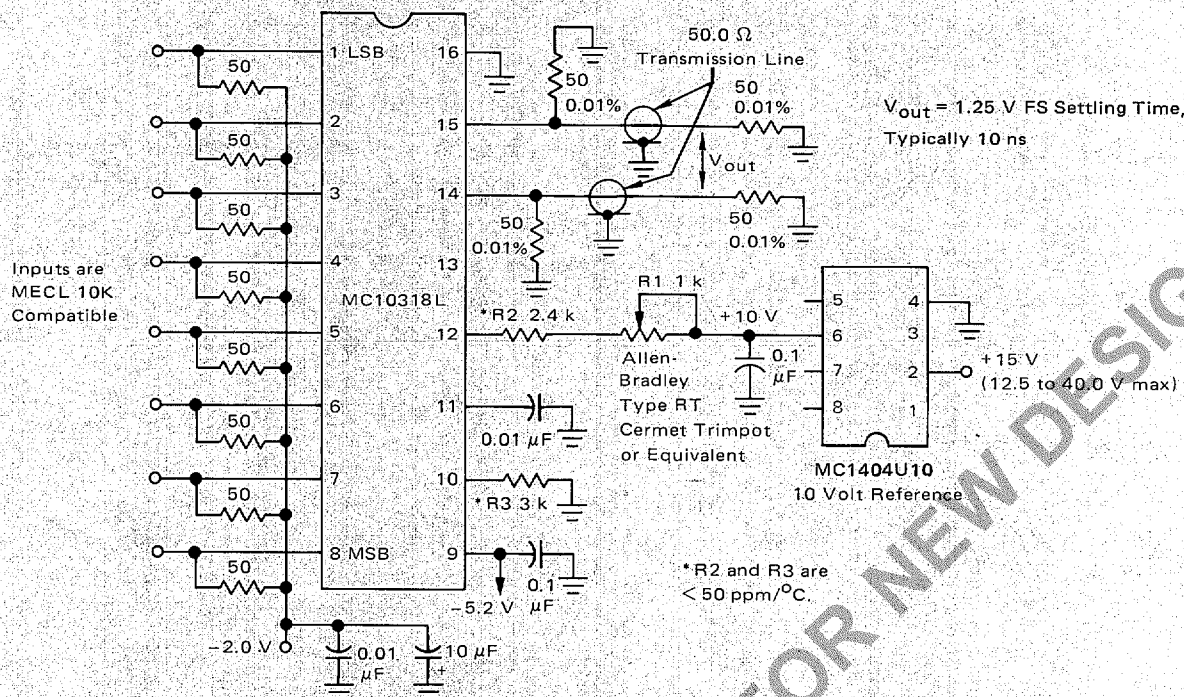 1 LSB
50
2
50
3
50
4
50
5
50
6
50
7
50
8 MSB
50
Inputs are
MECL 10K
Compatible
-2.0 V
0.01
μF
10 μF
+
MC10318L
16
15
14
13
12
11
10
9
50
0.01%
50.0 Ω
Transmission Line
50
0.01%
Vout
50
0.01%
50
0.01%
Vout = 1.25 V FS Settling Time,
Typically 10 ns
*R2 2.4 k
R1 1 k
Allen-
Bradley
Type RT
Cermet Trimpot
or Equivalent
+10 V
0.1
μF
0.01 μF
*R3 3 k
-5.2 V
0.1
μF
5
6
7
8
4
3
2
1
+15 V
(12.5 to 40.0 V max)
MC1404U10
10 Volt Reference
*R2 and R3 are
< 50 ppm/°C.
FOR NEW DESIG